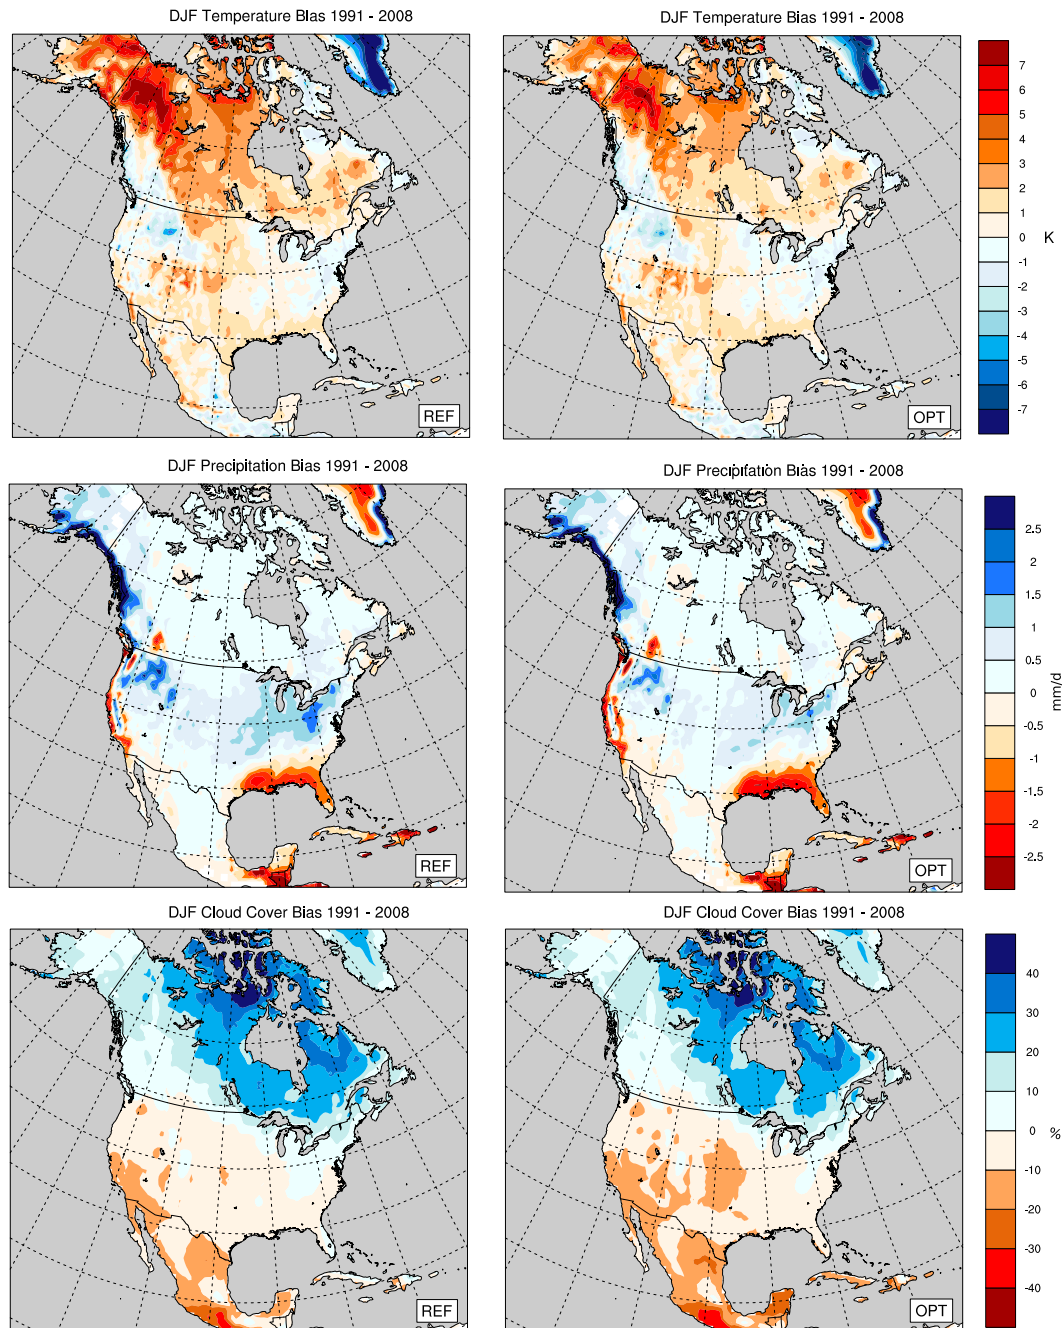 DJF Temperature Bias 1991 - 2008
DJF Temperature Bias 1991 - 2008
7
6
5
4
3
2
1
0
-1
-2
-3
-4
-5
-6
-7
K
REF
OPT
DJF Precipitation Bias 1991 - 2008
DJF Precipitation Bias 1991 - 2008
2.5
2
1.5
1
0.5
0
-0.5
-1
-1.5
-2
-2.5
mm/d
REF
OPT
DJF Cloud Cover Bias 1991 - 2008
DJF Cloud Cover Bias 1991 - 2008
40
30
20
10
0
-10
-20
-30
-40
%
REF
OPT